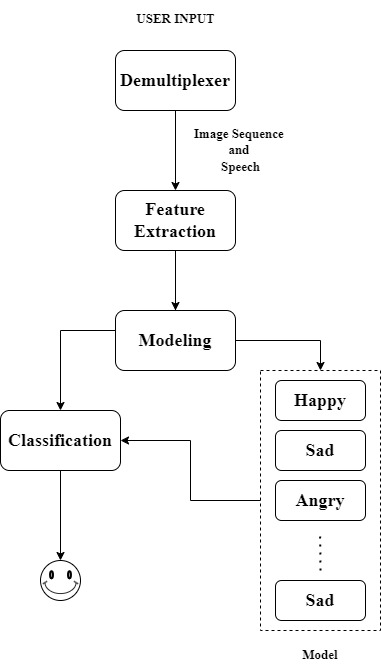 USER INPUT
Demultiplexer
Image Sequence
and
Speech
Feature
Extraction
Modeling
Happy
Classification
Sad
Angry
Sad
Model